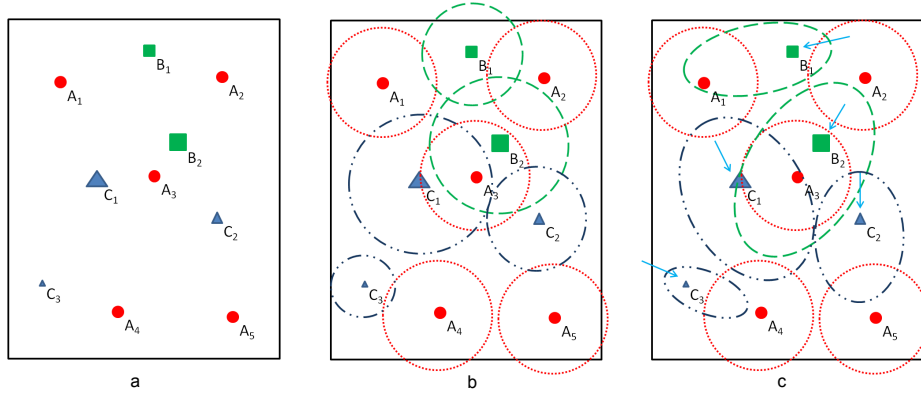 B₁
A₁
A₂
B₂
A₃
C₁
C₂
C₃
A₄
A₅
a
B₁
A₁
A₂
B₂
A₃
C₁
C₂
C₃
A₄
A₅
b
B₁
A₁
A₂
B₂
A₃
C₁
C₂
C₃
A₄
A₅
c